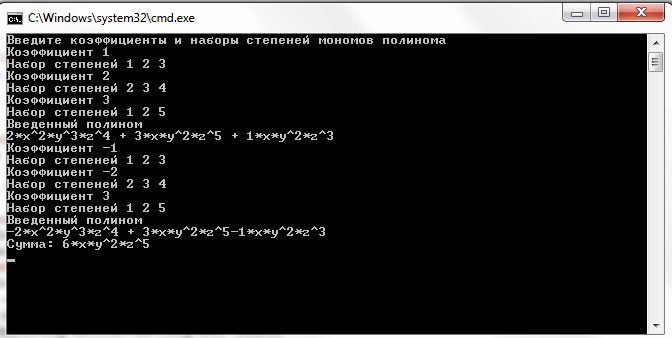 C:\Windows\system32\cmd.exe
Введите коэффициенты и наборы степеней мономов полинома
Коэффициент 1
Набор степеней 1 2 3
Коэффициент 2
Набор степеней 2 3 4
Коэффициент 3
Набор степеней 1 2 5
Введенный полином
2*x^2*y^3*z^4 + 3*x*y^2*z^5 + 1*x*y^2*z^3
Коэффициент -1
Набор степеней 1 2 3
Коэффициент -2
Набор степеней 2 3 4
Коэффициент 3
Набор степеней 1 2 5
Введенный полином
-2*x^2*y^3*z^4 + 3*x*y^2*z^5-1*x*y^2*z^3
Сумма: 6*x*y^2*z^5